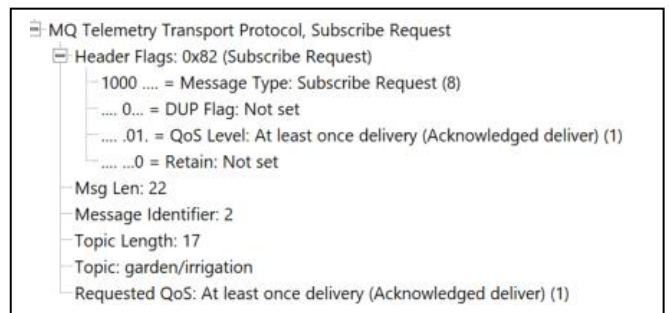 MQ Telemetry Transport Protocol, Subscribe Request
Header Flags: 0x82 (Subscribe Request)
1000 .... = Message Type: Subscribe Request (8)
.... 0... = DUP Flag: Not set
.... .01. = QoS Level: At least once delivery (Acknowledged deliver) (1)
.... ...0 = Retain: Not set
Msg Len: 22
Message Identifier: 2
Topic Length: 17
Topic: garden/irrigation
Requested QoS: At least once delivery (Acknowledged deliver) (1)